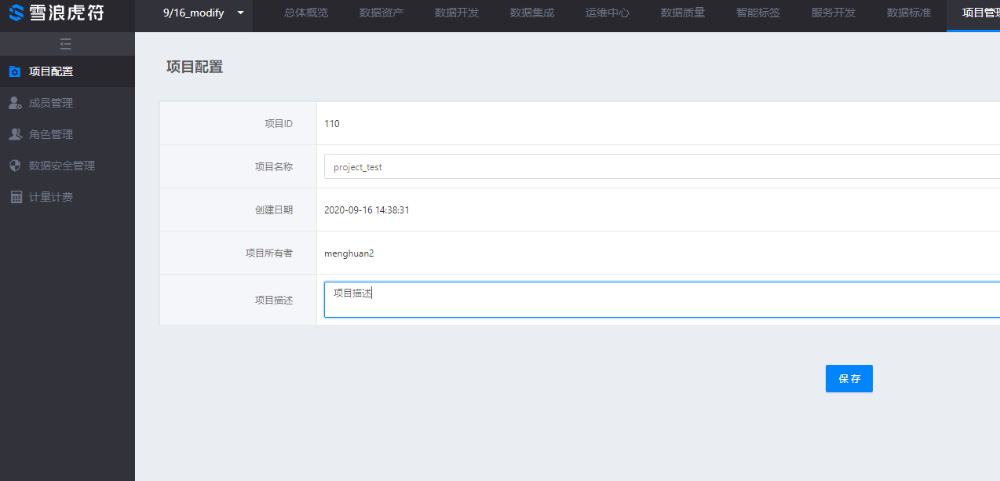 雪浪虎符
9/16_modify
总体概览
数据资产
数据开发
数据集成
运维中心
数据质量
智能标签
服务开发
数据标准
项目管
项目配置
成员管理
角色管理
数据安全管理
计量计费
项目配置
项目ID 110
项目名称 project_test
创建日期 2020-09-16 14:38:31
项目所有者 menghuan2
项目描述 项目描述
保存